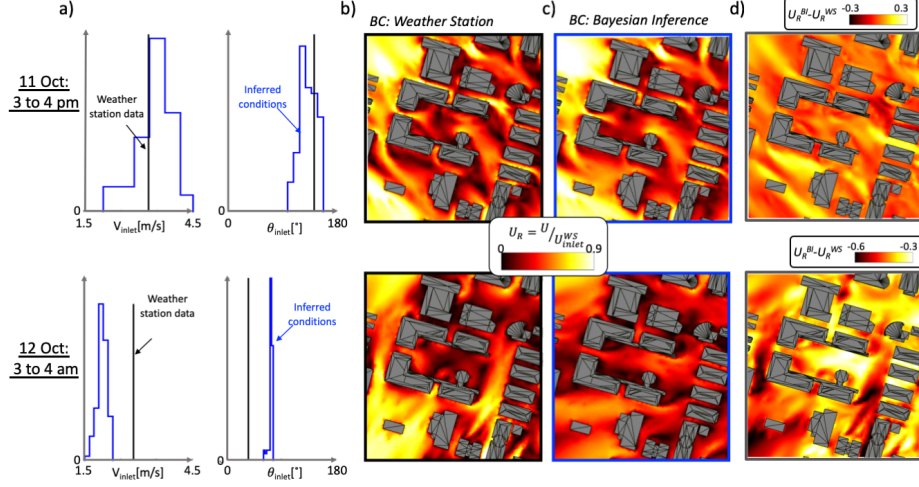 a)
b) BC: Weather Station
c) BC: Bayesian Inference
d)
U_R^BI-U_R^WS -0.3 0.3
11 Oct:
3 to 4 pm
Weather
station data
0
1.5 V_inlet[m/s] 4.5
Inferred
conditions
0 θ_inlet[°] 180
U_R = U/U_inlet^WS
0 0.9
U_R^BI-U_R^WS -0.6 -0.3
12 Oct:
3 to 4 am
Weather
station data
0
1.5 V_inlet[m/s] 4.5
Inferred
conditions
0
θ_inlet[°] 180